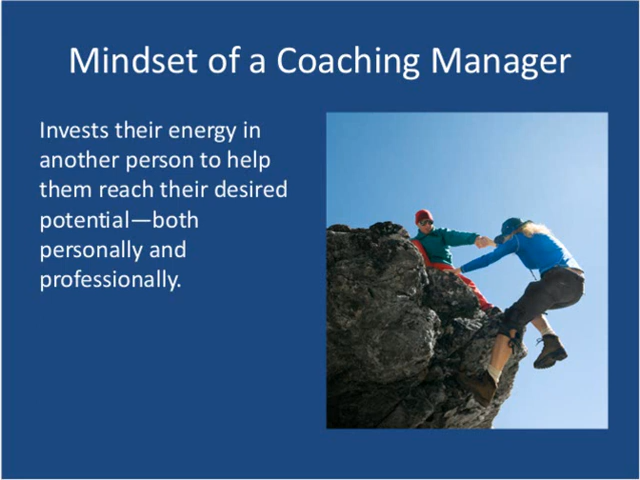 Mindset of a Coaching Manager
Invests their energy in
another person to help
them reach their desired
potential—both
personally and
professionally.